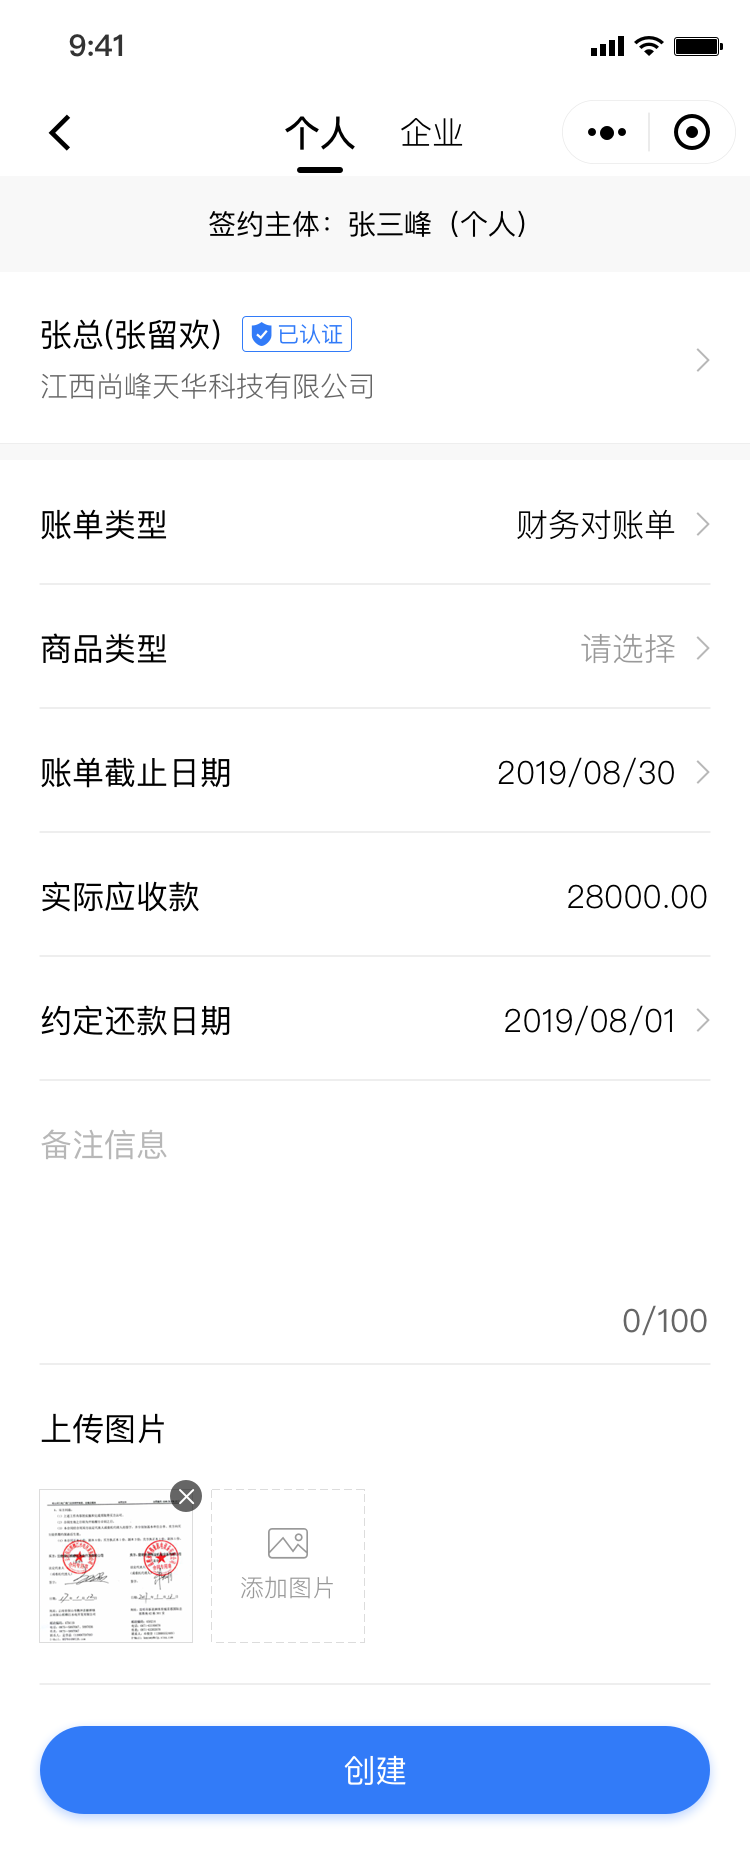 9:41
个人 企业
签约主体：张三峰（个人）
张总(张留欢) 已认证
江西尚峰天华科技有限公司
账单类型 财务对账单
商品类型 请选择
账单截止日期 2019/08/30
实际应收款 28000.00
约定还款日期 2019/08/01
备注信息
0/100
上传图片
添加图片
创建